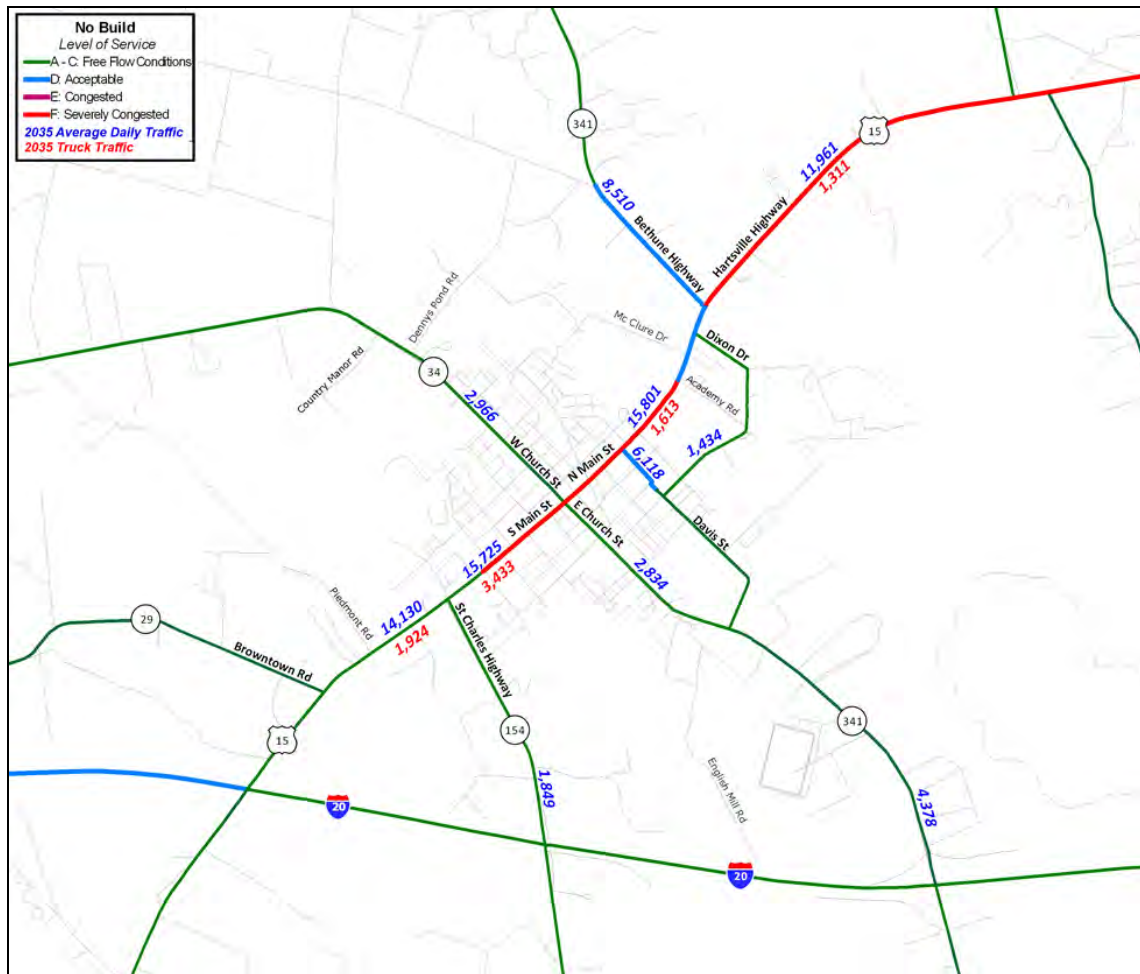 No Build
Level of Service
A - C: Free Flow Conditions
D: Acceptable
E: Congested
F: Severely Congested
2035 Average Daily Traffic
2035 Truck Traffic
341
15
11,961
1,311
8,510
Bethune Highway
Hartsville Highway
Dennys Pond Rd
Mc Clure Dr
Dixon Dr
Country Manor Rd
34
Academy Rd
2,966
15,801
1,613
1,434
W Church St
N Main St
6,118
S Main St
E Church St
Davis St
15,725
3,433
2,834
Piedmont Rd
14,130
1,924
St Charles Highway
29
Browntown Rd
15
154
341
English Mill Rd
1,849
4,378
20
20